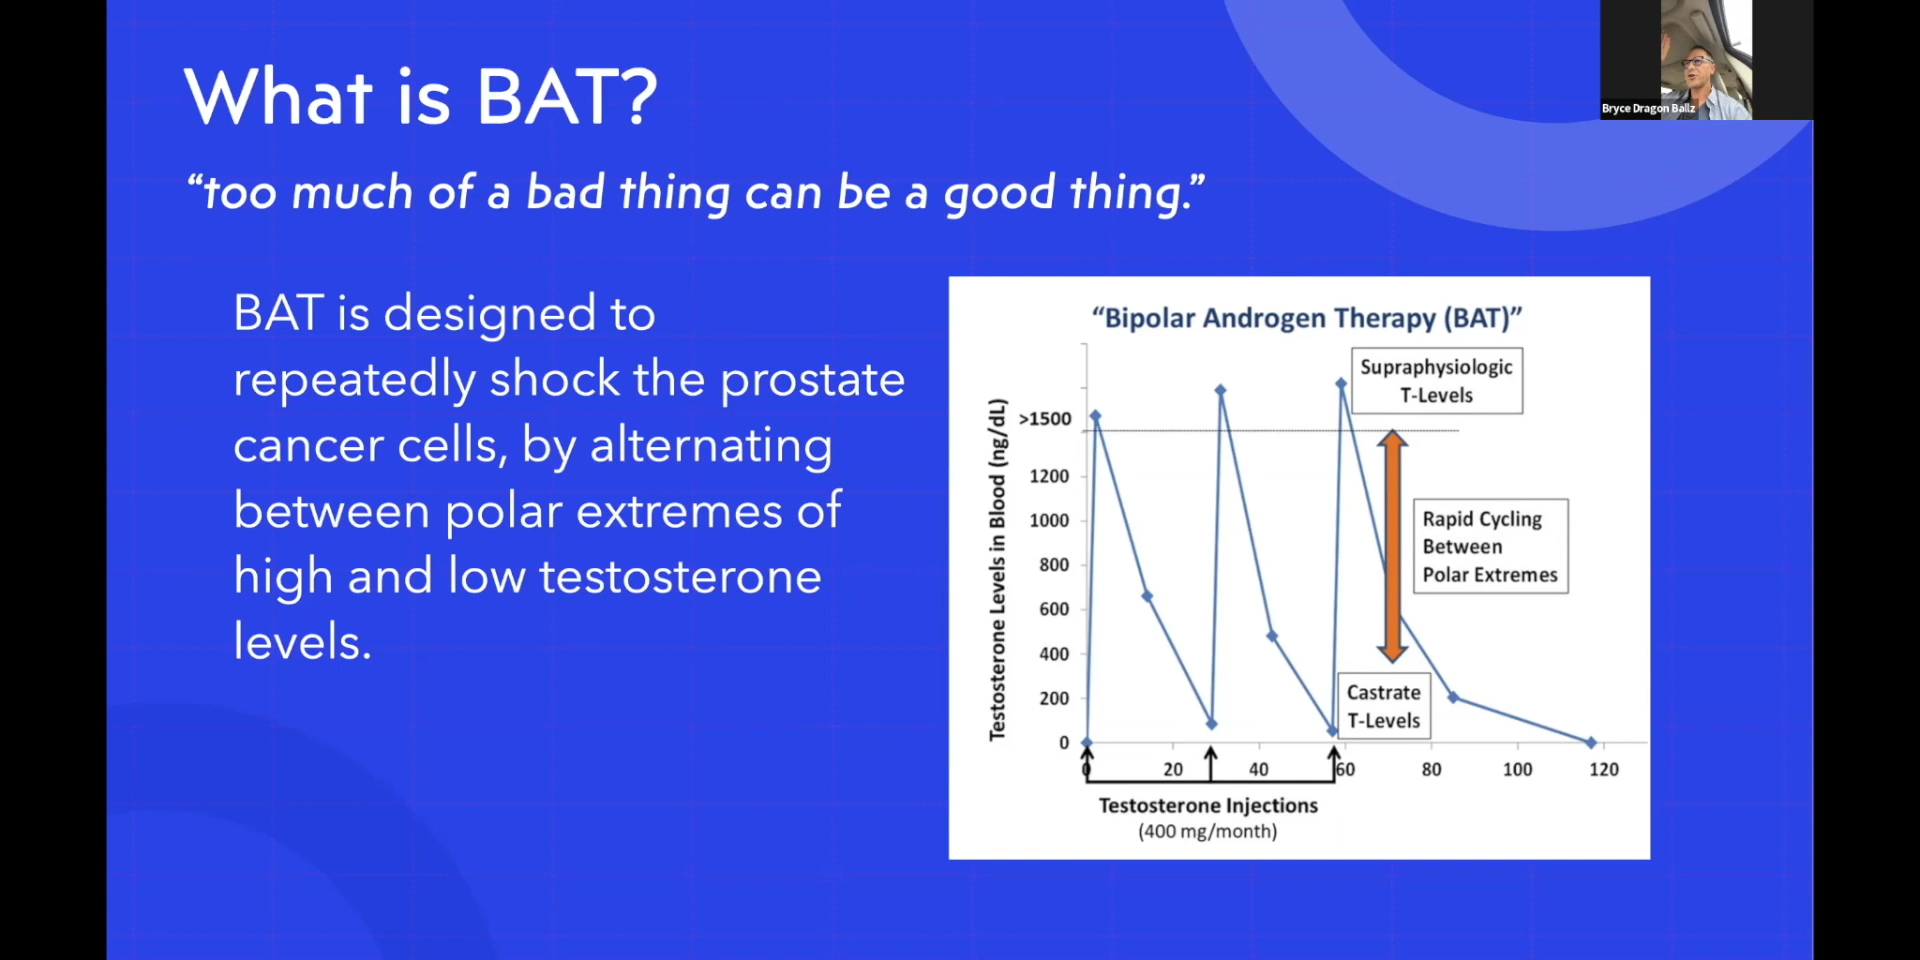 What is BAT?
“too much of a bad thing can be a good thing.”
BAT is designed to
repeatedly shock the prostate
cancer cells, by alternating
between polar extremes of
high and low testosterone
levels.
Bryce Dragon Ballz
“Bipolar Androgen Therapy (BAT)”
Supraphysiologic
T-Levels
Testosterone Levels in Blood (ng/dL)
>1500
1200
1000
800
600
400
200
0
Rapid Cycling
Between
Polar Extremes
Castrate
T-Levels
0 20 40 60 80 100 120
Testosterone Injections
(400 mg/month)